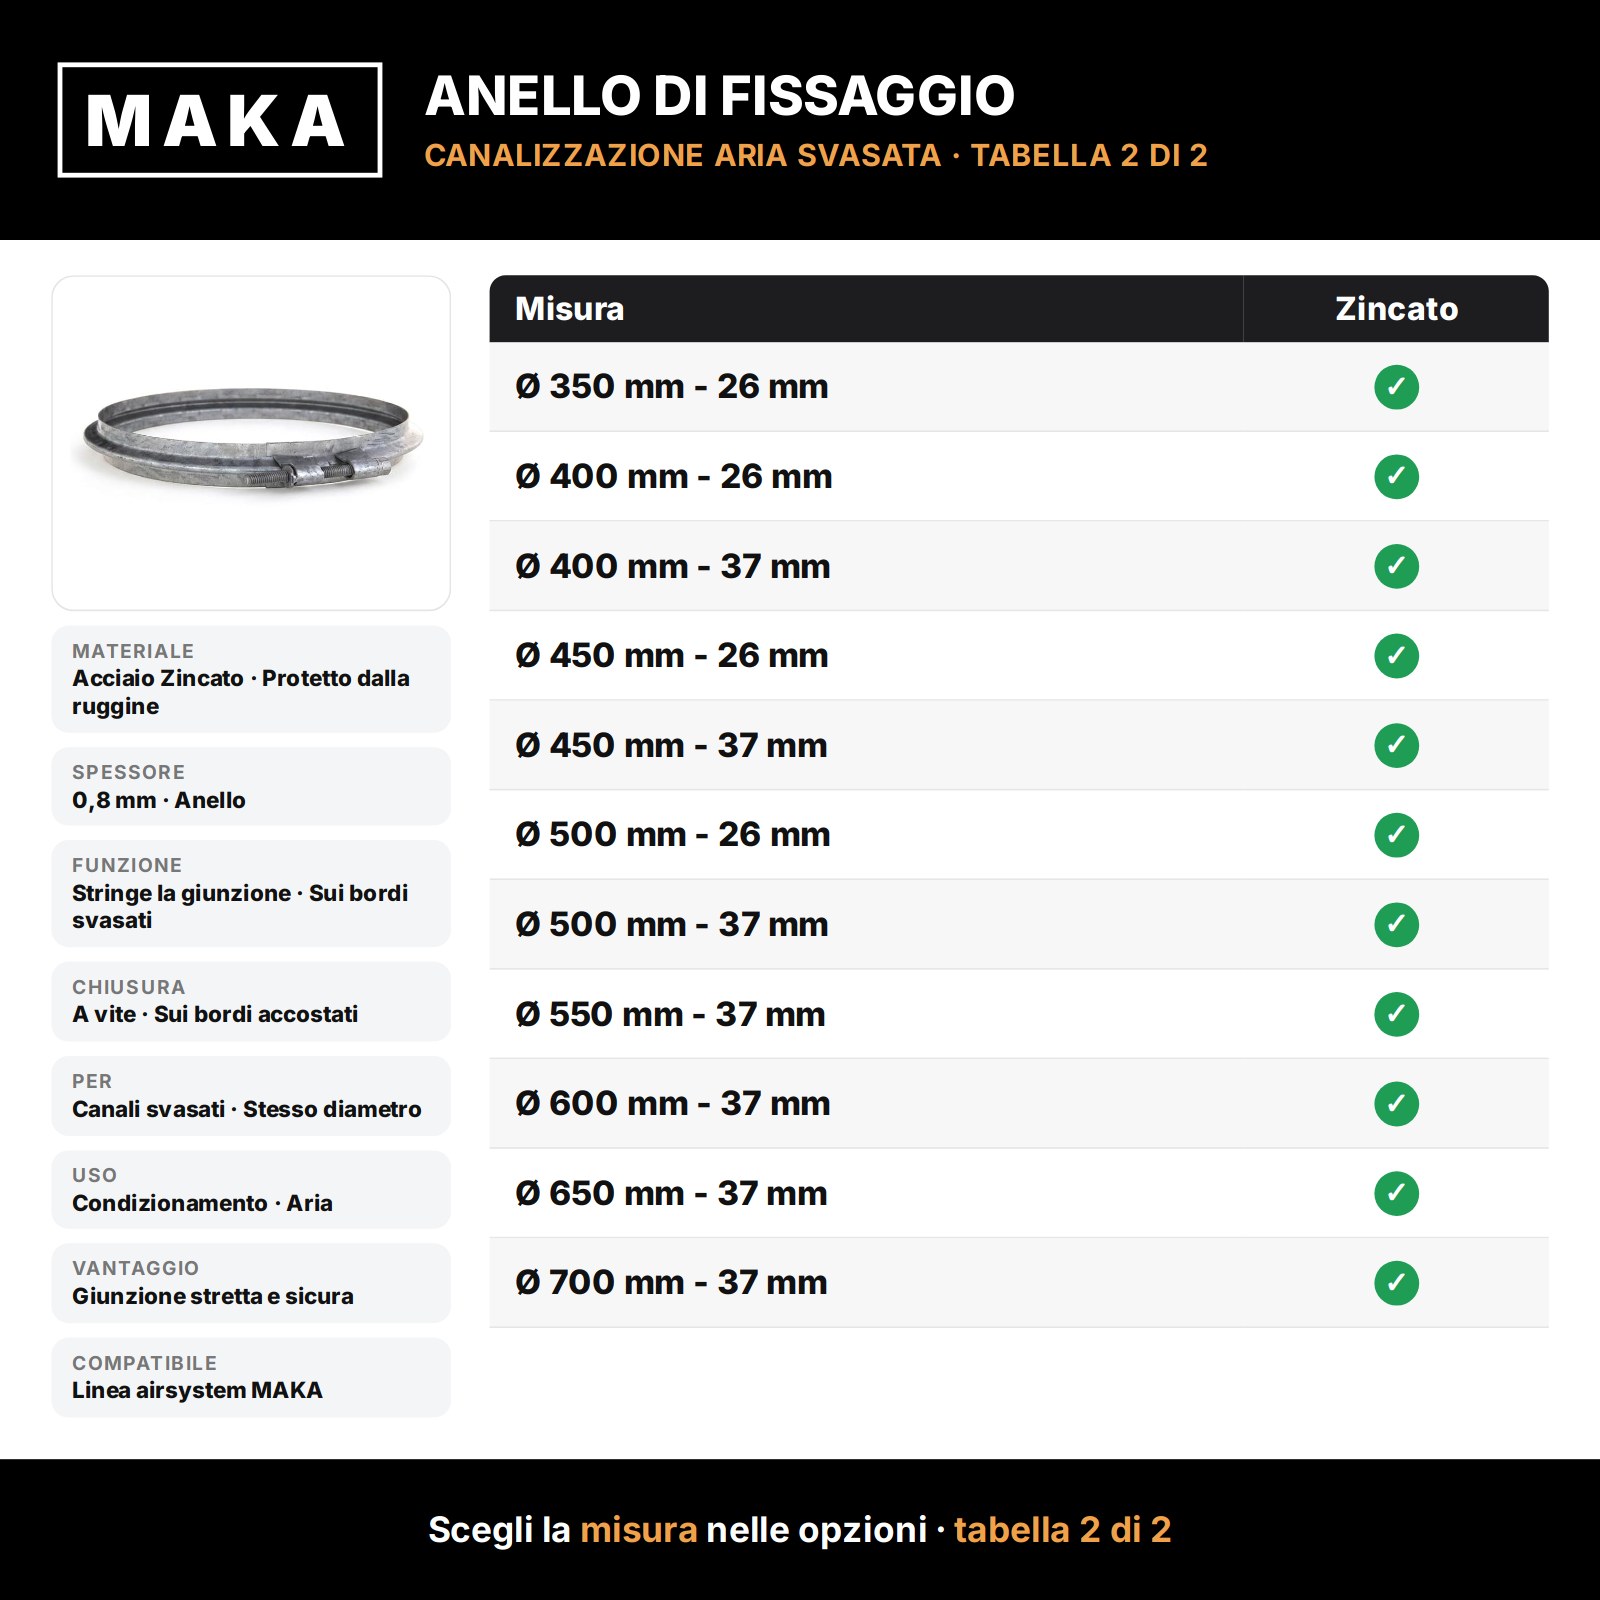 MAKA
ANELLO DI FISSAGGIO
CANALIZZAZIONE ARIA SVASATA · TABELLA 2 DI 2
MATERIALE
Acciaio Zincato · Protetto dalla
ruggine
SPESSORE
0,8 mm · Anello
FUNZIONE
Stringe la giunzione · Sui bordi
svasati
CHIUSURA
A vite · Sui bordi accostati
PER
Canali svasati · Stesso diametro
USO
Condizionamento · Aria
VANTAGGIO
Giunzione stretta e sicura
COMPATIBILE
Linea airsystem MAKA
Misura Zincato
Ø 350 mm - 26 mm ✓
Ø 400 mm - 26 mm ✓
Ø 400 mm - 37 mm ✓
Ø 450 mm - 26 mm ✓
Ø 450 mm - 37 mm ✓
Ø 500 mm - 26 mm ✓
Ø 500 mm - 37 mm ✓
Ø 550 mm - 37 mm ✓
Ø 600 mm - 37 mm ✓
Ø 650 mm - 37 mm ✓
Ø 700 mm - 37 mm ✓
Scegli la misura nelle opzioni · tabella 2 di 2